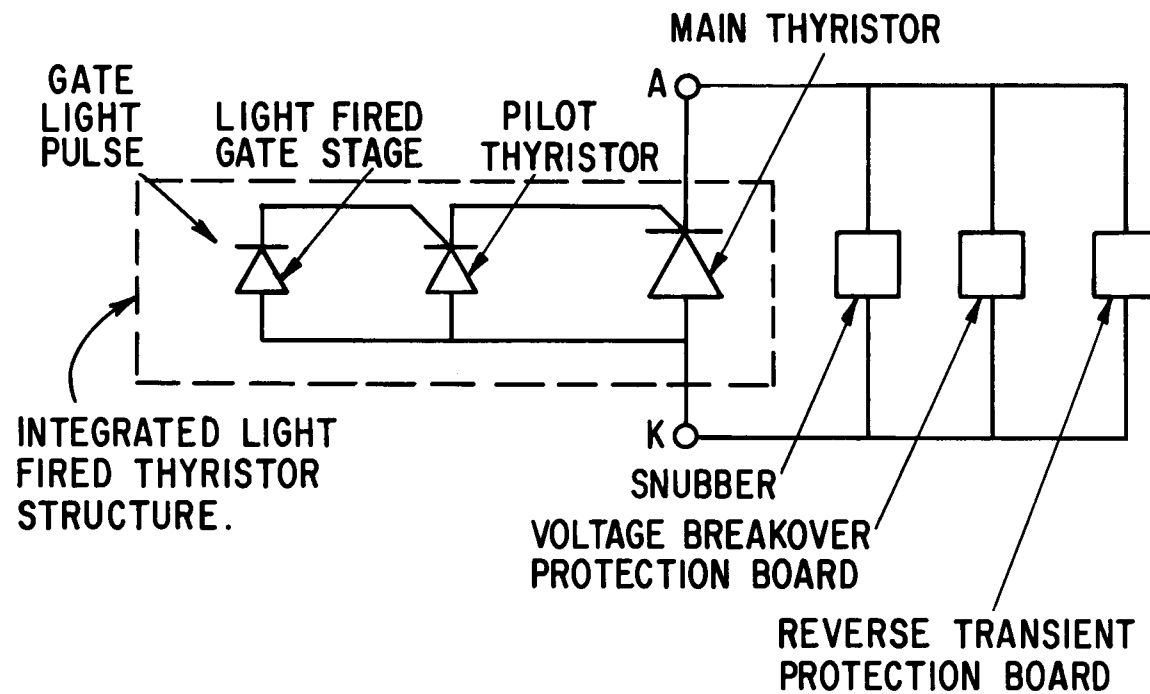 MAIN THYRISTOR
GATE
LIGHT
PULSE
LIGHT FIRED
GATE STAGE
PILOT
THYRISTOR
A
K
INTEGRATED LIGHT
FIRED THYRISTOR
STRUCTURE.
SNUBBER
VOLTAGE BREAKOVER
PROTECTION BOARD
REVERSE TRANSIENT
PROTECTION BOARD